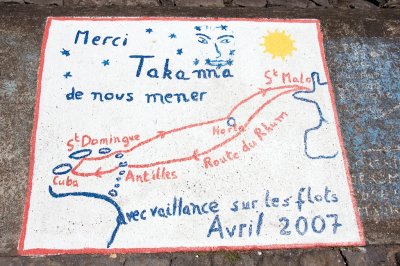 Merci
Takanna
de nous mener
St Malo
Horta
St Domingue
Route du Rhum
Cuba
Antilles
avec vaillance sur les flots
Avril 2007